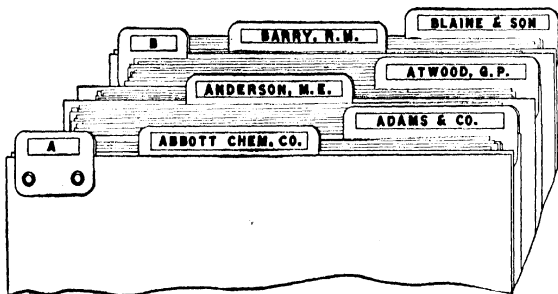 BLAINE & SON
B
BARRY, R.M.
ATWOOD, G.P.
ANDERSON, M.E.
ADAMS & CO.
A
ABBOTT CHEM. CO.